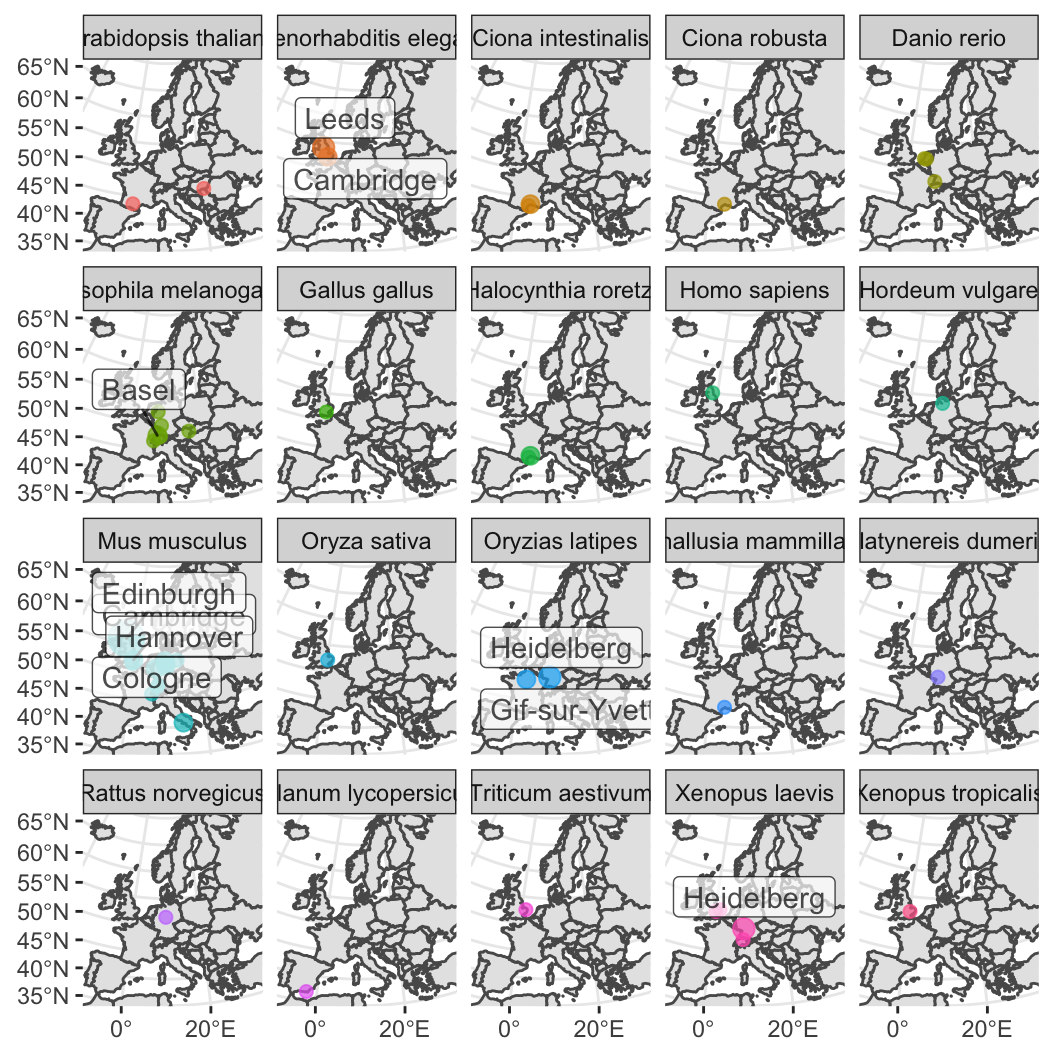 rabidopsis thalian
enorhabditis elega
Ciona intestinalis
Ciona robusta
Danio rerio
65°N
60°N
55°N
50°N
45°N
40°N
35°N
Leeds
Cambridge
sophila melanoga
Gallus gallus
Halocynthia roretz
Homo sapiens
Hordeum vulgare
65°N
60°N
55°N
50°N
45°N
40°N
35°N
Basel
Mus musculus
Oryza sativa
Oryzias latipes
nallusia mammilla
latynereis dumeri
65°N
60°N
55°N
50°N
45°N
40°N
35°N
Edinburgh
Cambridge
Hannover
Cologne
Heidelberg
Gif-sur-Yvett
Rattus norvegicus
lanum lycopersicu
Triticum aestivum
Xenopus laevis
Xenopus tropicalis
65°N
60°N
55°N
50°N
45°N
40°N
35°N
Heidelberg
0°
20°E
0°
20°E
0°
20°E
0°
20°E
0°
20°E